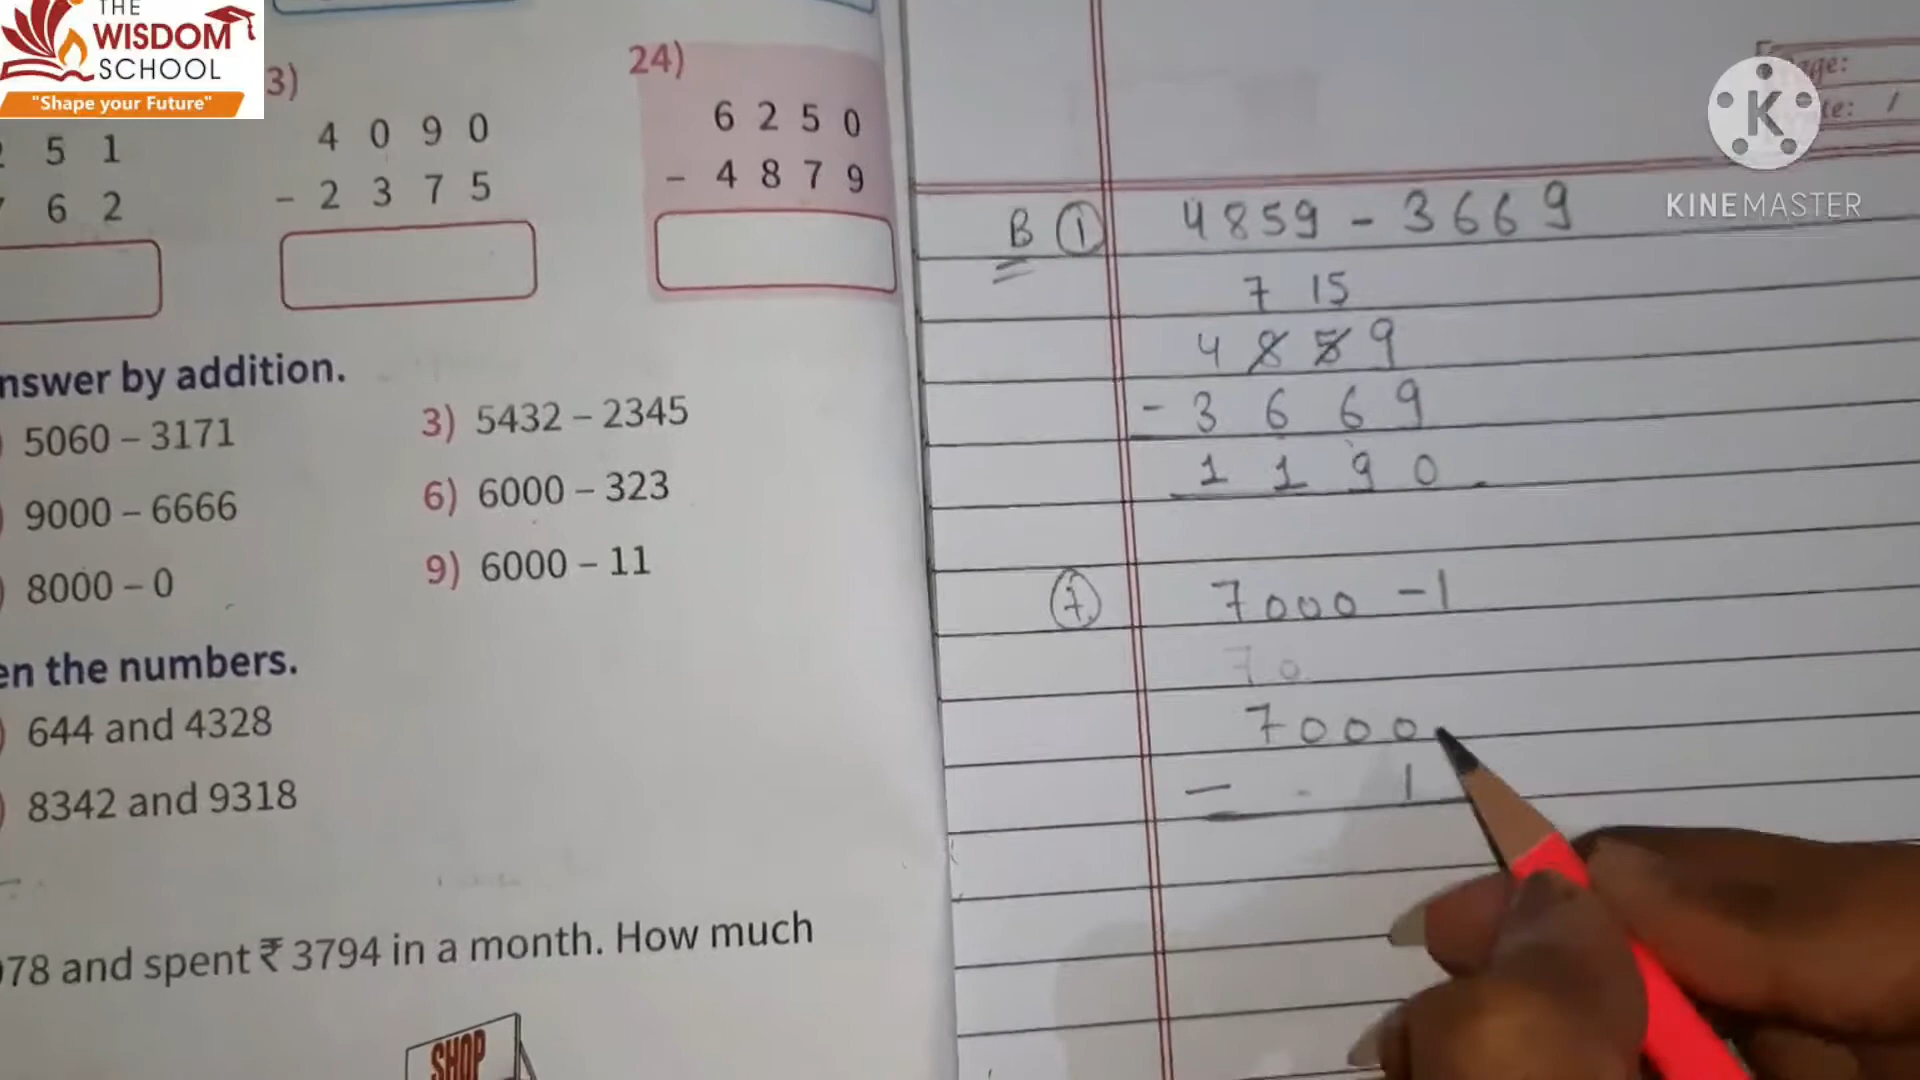 THE
WISDOM
SCHOOL
"Shape your Future"
3)
24)
5 1
6 2
4 0 9 0
- 2 3 7 5
6 2 5 0
- 4 8 7 9
nswer by addition.
5060 – 3171
3) 5432 – 2345
9000 – 6666
6) 6000 – 323
8000 – 0
9) 6000 – 11
en the numbers.
644 and 4328
8342 and 9318
78 and spent ₹ 3794 in a month. How much
SHOP
K
KINEMASTER
B 1 4859 - 3669
7 15
4 8 5 9
- 3 6 6 9
1 1 9 0
7 7000 - 1
70
7000
- 1